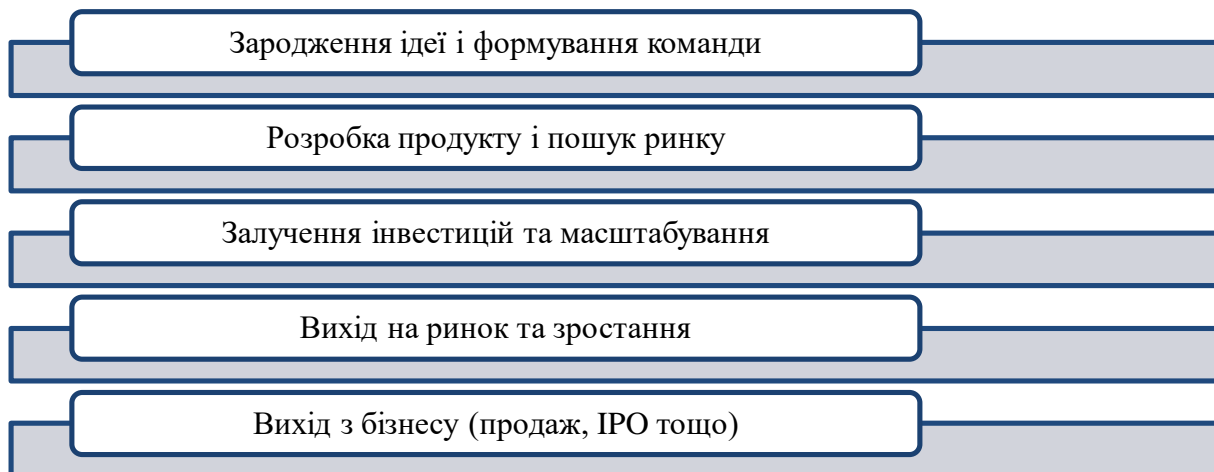 Зародження ідеї і формування команди
Розробка продукту і пошук ринку
Залучення інвестицій та масштабування
Вихід на ринок та зростання
Вихід з бізнесу (продаж, IPO тощо)